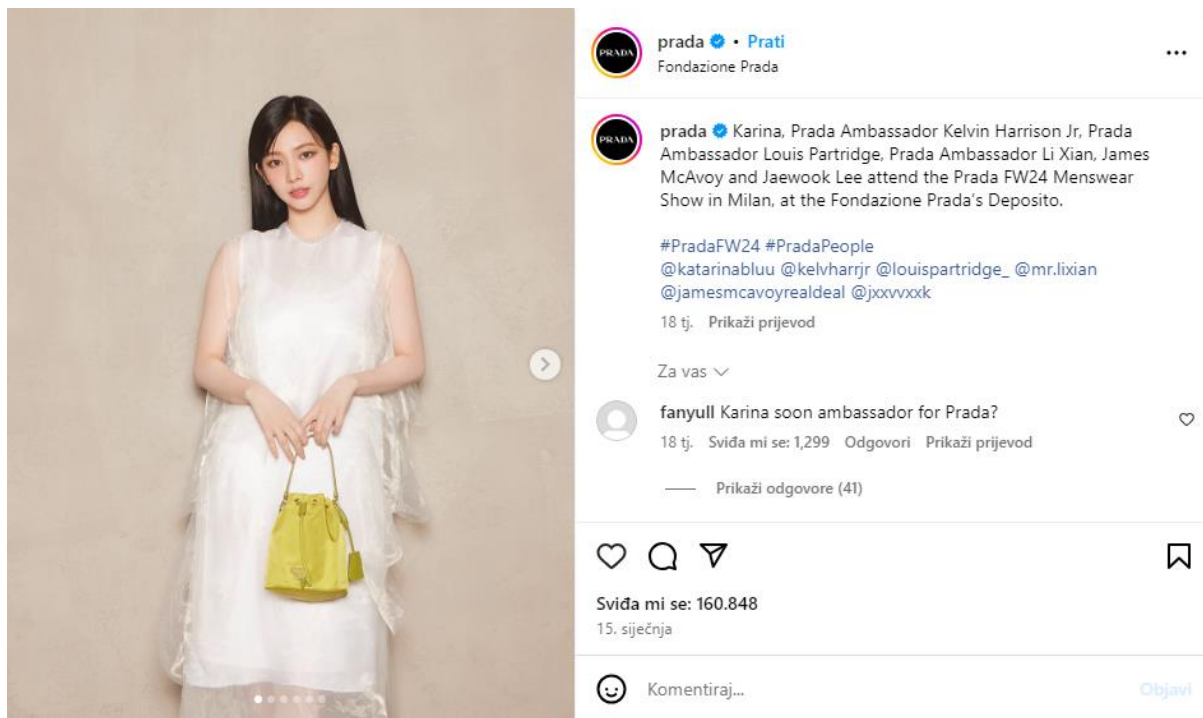 prada • Prati
PRADA
Fondazione Prada
PRADA
prada Karina, Prada Ambassador Kelvin Harrison Jr, Prada
Ambassador Louis Partridge, Prada Ambassador Li Xian, James
McAvoy and Jaewook Lee attend the Prada FW24 Menswear
Show in Milan, at the Fondazione Prada's Deposito.
#PradaFW24 #PradaPeople
@katarinabluu @kelvharrjr @louispartridge_ @mr.lixian
@jamesmcavoyrealdeal @jxxvvxxk
18 tj. Prikaži prijevod
Za vas
fanyull Karina soon ambassador for Prada?
18 tj. Sviđa mi se: 1,299 Odgovori Prikaži prijevod
Prikaži odgovore (41)
Sviđa mi se: 160.848
15. siječnja
Komentiraj... Objavi